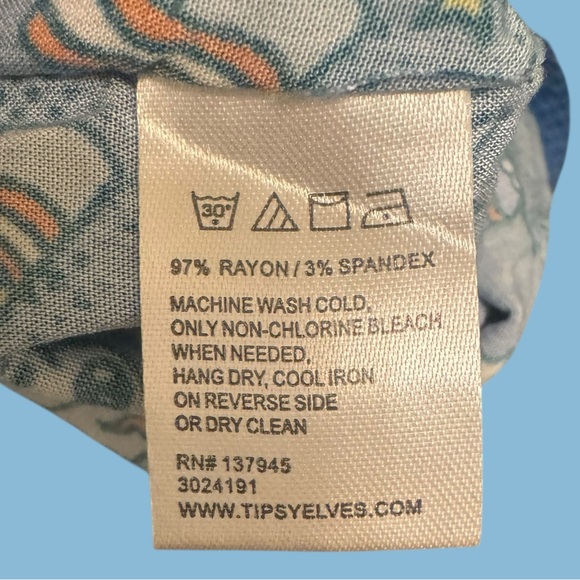 30°
97% RAYON / 3% SPANDEX
MACHINE WASH COLD,
ONLY NON-CHLORINE BLEACH
WHEN NEEDED,
HANG DRY, COOL IRON
ON REVERSE SIDE
OR DRY CLEAN
RN# 137945
3024191
WWW.TIPSYELVES.COM